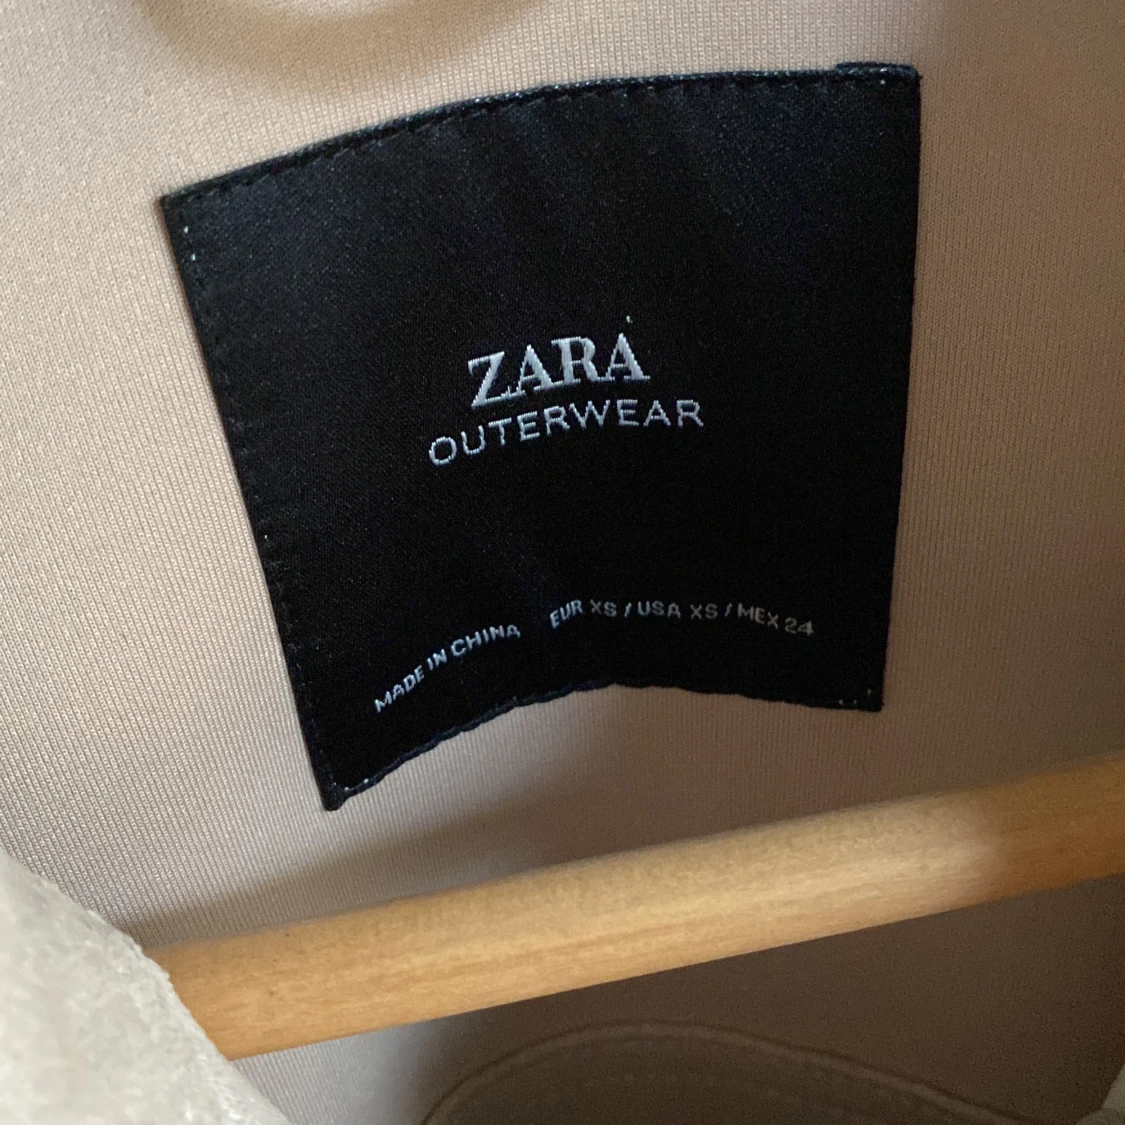 ZARA
OUTERWEAR
MADE IN CHINA EUR XS / USA XS / MEX 24